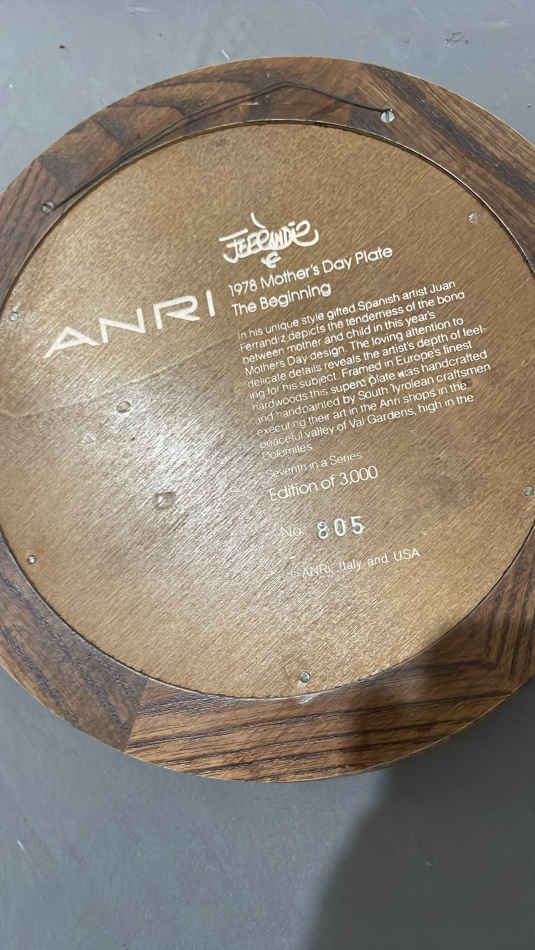 Ferrandiz
ANRI
1978 Mother's Day Plate
The Beginning
In his unique style gifted Spanish artist Juan
Ferrandiz depicts the tenderness of the bond
between mother and child in this year's
Mother's Day design. The loving attention to
delicate details reveals the artist's depth of feel-
ing for his subject. Framed in Europe's finest
hardwoods this superb plate was handcrafted
and handpainted by South Tyrolean craftsmen
executing their art in the Anri shops in the
peaceful valley of Val Gardena, high in the
Dolomites.
Seventh in a Series
Edition of 3,000
No. 805
ANRI, Italy and USA